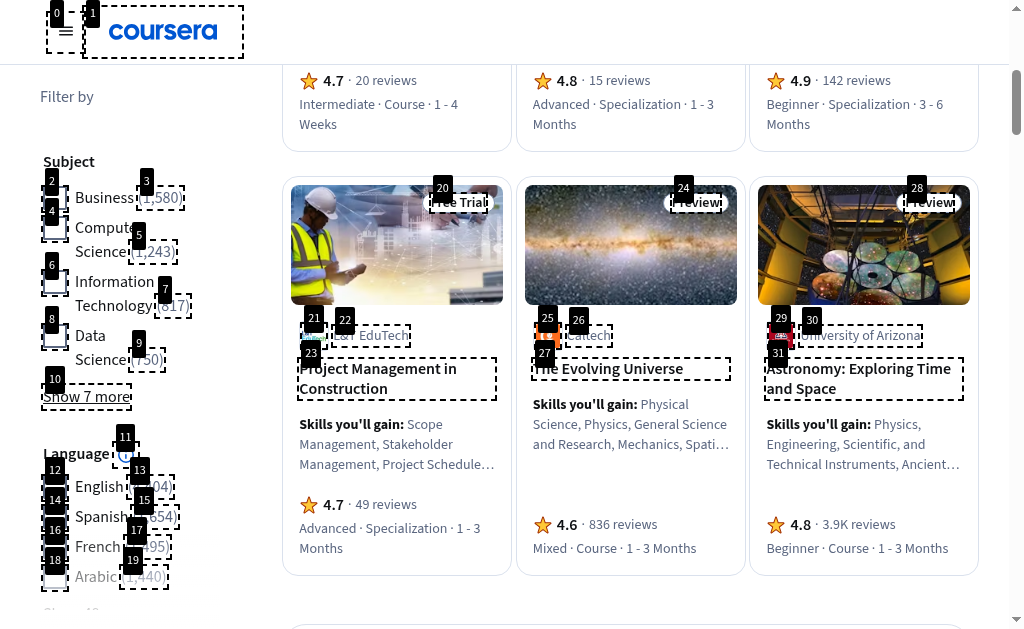 0
1
coursera
Filter by
Subject
2
3
Business (1,580)
4
Compute
5
Science (1,243)
6
Information
7
Technology (817)
8
Data
9
Science (750)
10
Show 7 more
11
Language
12
13
English
14
15
Spanish
16
17
French
18
19
Arabic (1,440)
4.7 · 20 reviews
Intermediate · Course · 1 - 4
Weeks
4.8 · 15 reviews
Advanced · Specialization · 1 - 3
Months
4.9 · 142 reviews
Beginner · Specialization · 3 - 6
Months
20
Free Trial
21
22
L&T EduTech
23
Project Management in
Construction
Skills you'll gain: Scope
Management, Stakeholder
Management, Project Schedule…
4.7 · 49 reviews
Advanced · Specialization · 1 - 3
Months
24
Preview
25
26
Caltech
27
The Evolving Universe
Skills you'll gain: Physical
Science, Physics, General Science
and Research, Mechanics, Spati…
4.6 · 836 reviews
Mixed · Course · 1 - 3 Months
28
Preview
29
30
University of Arizona
31
Astronomy: Exploring Time
and Space
Skills you'll gain: Physics,
Engineering, Scientific, and
Technical Instruments, Ancient…
4.8 · 3.9K reviews
Beginner · Course · 1 - 3 Months